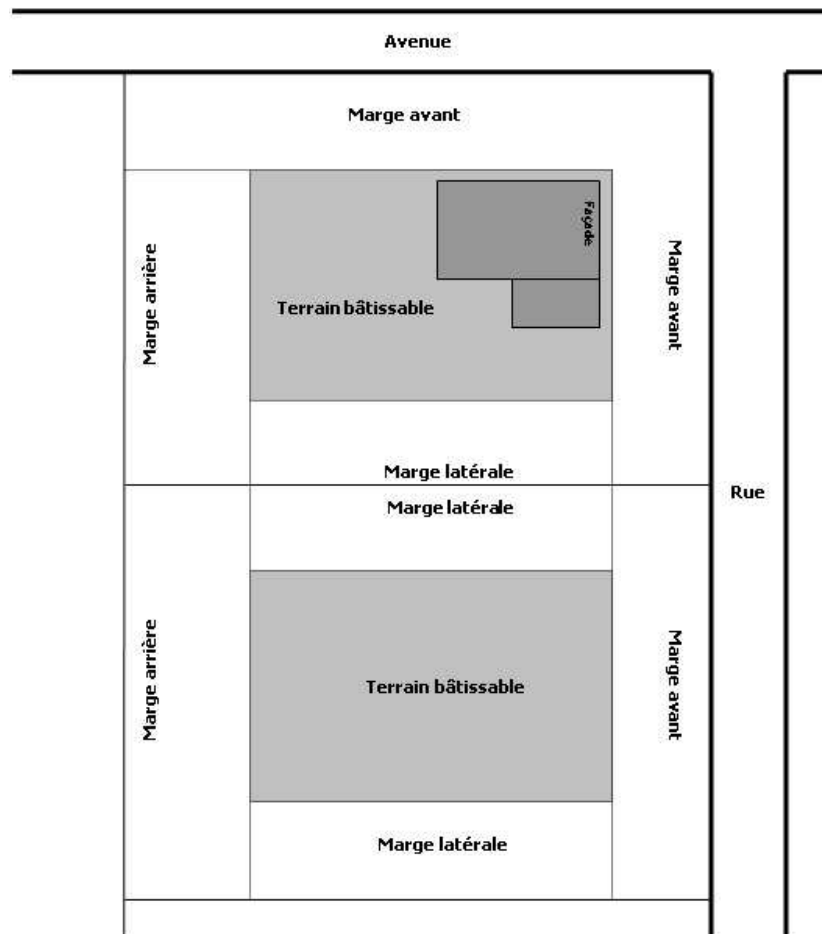 Avenue
Marge avant
Façade
Marge arrière
Marge avant
Terrain bâtissable
Marge latérale
Rue
Marge latérale
Marge arrière
Marge avant
Terrain bâtissable
Marge latérale